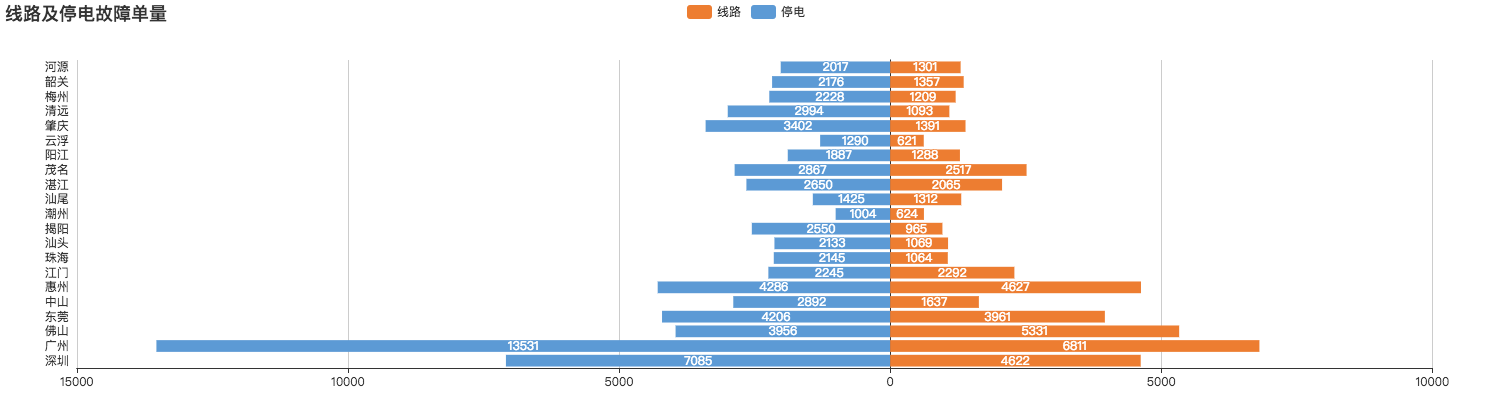 线路及停电故障单量
线路 停电
河源 2017 1301
韶关 2176 1357
梅州 2228 1209
清远 2994 1093
肇庆 3402 1391
云浮 1290 621
阳江 1887 1288
茂名 2867 2517
湛江 2650 2065
汕尾 1425 1312
潮州 1004 624
揭阳 2550 965
汕头 2133 1069
珠海 2145 1064
江门 2245 2292
惠州 4286 4627
中山 2892 1637
东莞 4206 3961
佛山 3956 5331
广州 13531 6811
深圳 7085 4622
15000 10000 5000 0 5000 10000